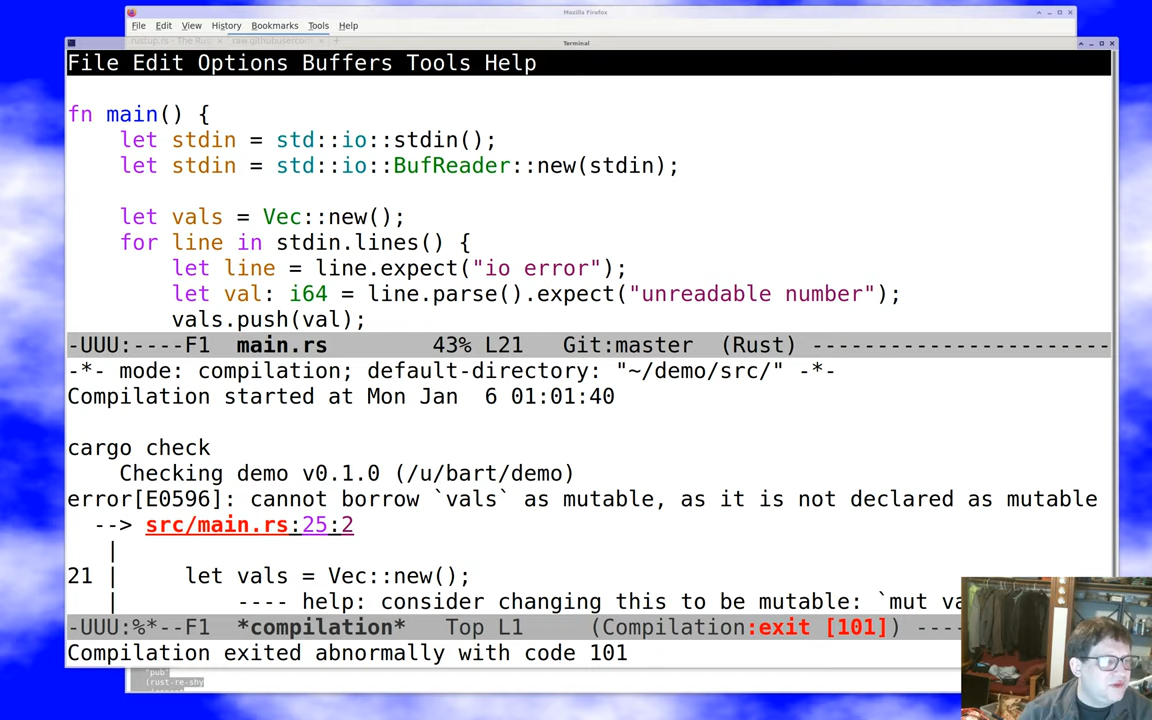 Mozilla Firefox
File Edit View History Bookmarks Tools Help
Terminal
File Edit Options Buffers Tools Help
fn main() {
    let stdin = std::io::stdin();
    let stdin = std::io::BufReader::new(stdin);
    let vals = Vec::new();
    for line in stdin.lines() {
        let line = line.expect("io error");
        let val: i64 = line.parse().expect("unreadable number");
        vals.push(val);
-UUU:----F1  main.rs        43% L21   Git:master  (Rust) -----------------------
-*- mode: compilation; default-directory: "~/demo/src/" -*-
Compilation started at Mon Jan  6 01:01:40
cargo check
    Checking demo v0.1.0 (/u/bart/demo)
error[E0596]: cannot borrow `vals` as mutable, as it is not declared as mutable
  --> src/main.rs:25:2
   |
21 |     let vals = Vec::new();
   |         ---- help: consider changing this to be mutable: `mut va
-UUU:%*--F1  *compilation*   Top L1      (Compilation:exit [101]) ----
Compilation exited abnormally with code 101
"pub"
(rust-re-shy